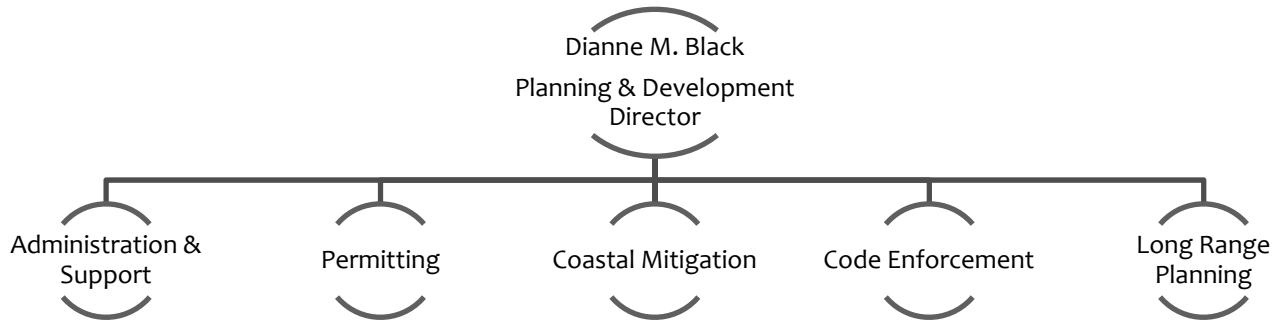 Dianne M. Black
Planning & Development
Director
Administration &
Support
Permitting
Coastal Mitigation
Code Enforcement
Long Range
Planning